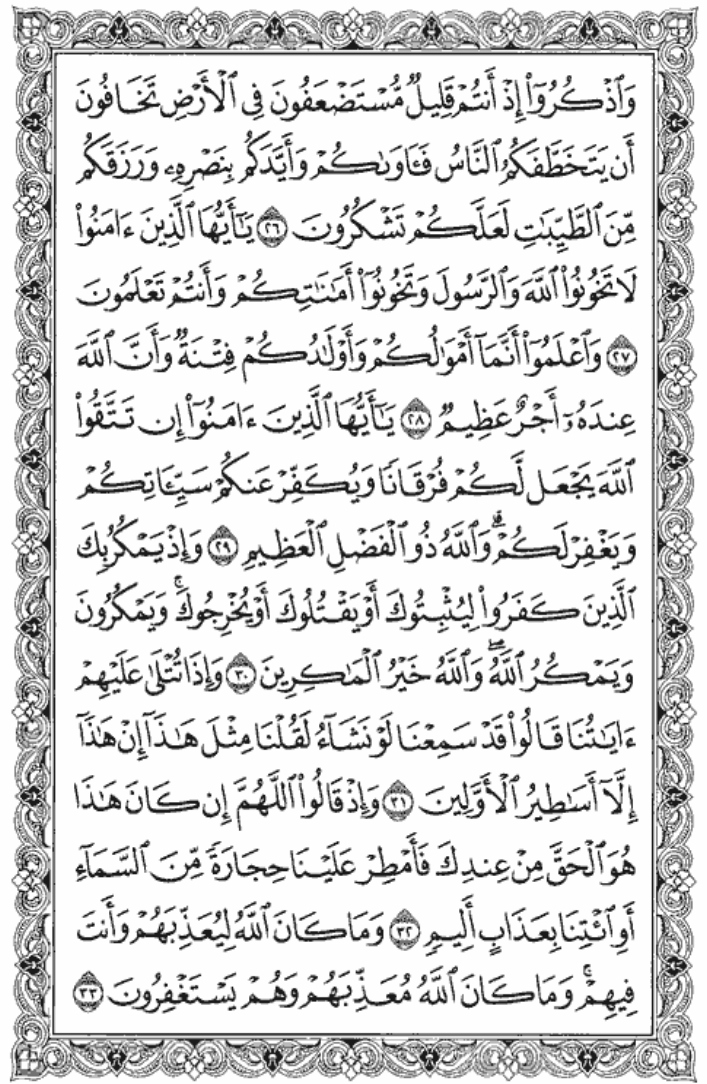 وَٱذْكُرُوٓا۟ إِذْ أَنتُمْ قَلِيلٌ مُّسْتَضْعَفُونَ فِى ٱلْأَرْضِ تَخَافُونَ
أَن يَتَخَطَّفَكُمُ ٱلنَّاسُ فَـَٔاوَىٰكُمْ وَأَيَّدَكُم بِنَصْرِهِۦ وَرَزَقَكُم
مِّنَ ٱلطَّيِّبَـٰتِ لَعَلَّكُمْ تَشْكُرُونَ ٢٦ يَـٰٓأَيُّهَا ٱلَّذِينَ ءَامَنُوا۟
لَا تَخُونُوا۟ ٱللَّهَ وَٱلرَّسُولَ وَتَخُونُوٓا۟ أَمَـٰنَـٰتِكُمْ وَأَنتُمْ تَعْلَمُونَ
٢٧ وَٱعْلَمُوٓا۟ أَنَّمَآ أَمْوَٰلُكُمْ وَأَوْلَـٰدُكُمْ فِتْنَةٌ وَأَنَّ ٱللَّهَ
عِندَهُۥٓ أَجْرٌ عَظِيمٌ ٢٨ يَـٰٓأَيُّهَا ٱلَّذِينَ ءَامَنُوٓا۟ إِن تَتَّقُوا۟
ٱللَّهَ يَجْعَل لَّكُمْ فُرْقَانًا وَيُكَفِّرْ عَنكُمْ سَيِّـَٔاتِكُمْ
وَيَغْفِرْ لَكُمْ ۗ وَٱللَّهُ ذُو ٱلْفَضْلِ ٱلْعَظِيمِ ٢٩ وَإِذْ يَمْكُرُ بِكَ
ٱلَّذِينَ كَفَرُوا۟ لِيُثْبِتُوكَ أَوْ يَقْتُلُوكَ أَوْ يُخْرِجُوكَ ۚ وَيَمْكُرُونَ
وَيَمْكُرُ ٱللَّهُ ۖ وَٱللَّهُ خَيْرُ ٱلْمَـٰكِرِينَ ٣٠ وَإِذَا تُتْلَىٰ عَلَيْهِمْ
ءَايَـٰتُنَا قَالُوا۟ قَدْ سَمِعْنَا لَوْ نَشَآءُ لَقُلْنَا مِثْلَ هَـٰذَآ إِنْ هَـٰذَآ
إِلَّآ أَسَـٰطِيرُ ٱلْأَوَّلِينَ ٣١ وَإِذْ قَالُوا۟ ٱللَّهُمَّ إِن كَانَ هَـٰذَا
هُوَ ٱلْحَقَّ مِنْ عِندِكَ فَأَمْطِرْ عَلَيْنَا حِجَارَةً مِّنَ ٱلسَّمَآءِ
أَوِ ٱئْتِنَا بِعَذَابٍ أَلِيمٍ ٣٢ وَمَا كَانَ ٱللَّهُ لِيُعَذِّبَهُمْ وَأَنتَ
فِيهِمْ ۚ وَمَا كَانَ ٱللَّهُ مُعَذِّبَهُمْ وَهُمْ يَسْتَغْفِرُونَ ٣٣